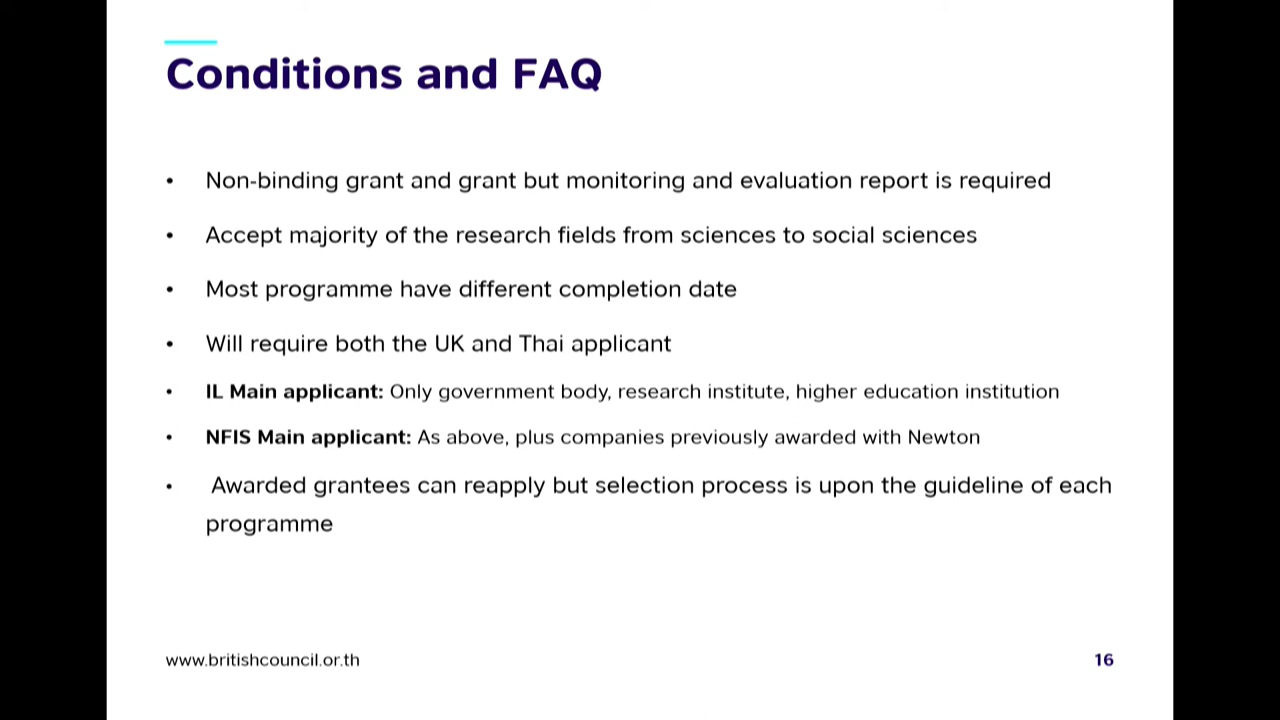 Conditions and FAQ
• Non-binding grant and grant but monitoring and evaluation report is required
• Accept majority of the research fields from sciences to social sciences
• Most programme have different completion date
• Will require both the UK and Thai applicant
• IL Main applicant: Only government body, research institute, higher education institution
• NFIS Main applicant: As above, plus companies previously awarded with Newton
• Awarded grantees can reapply but selection process is upon the guideline of each
programme
www.britishcouncil.or.th
16